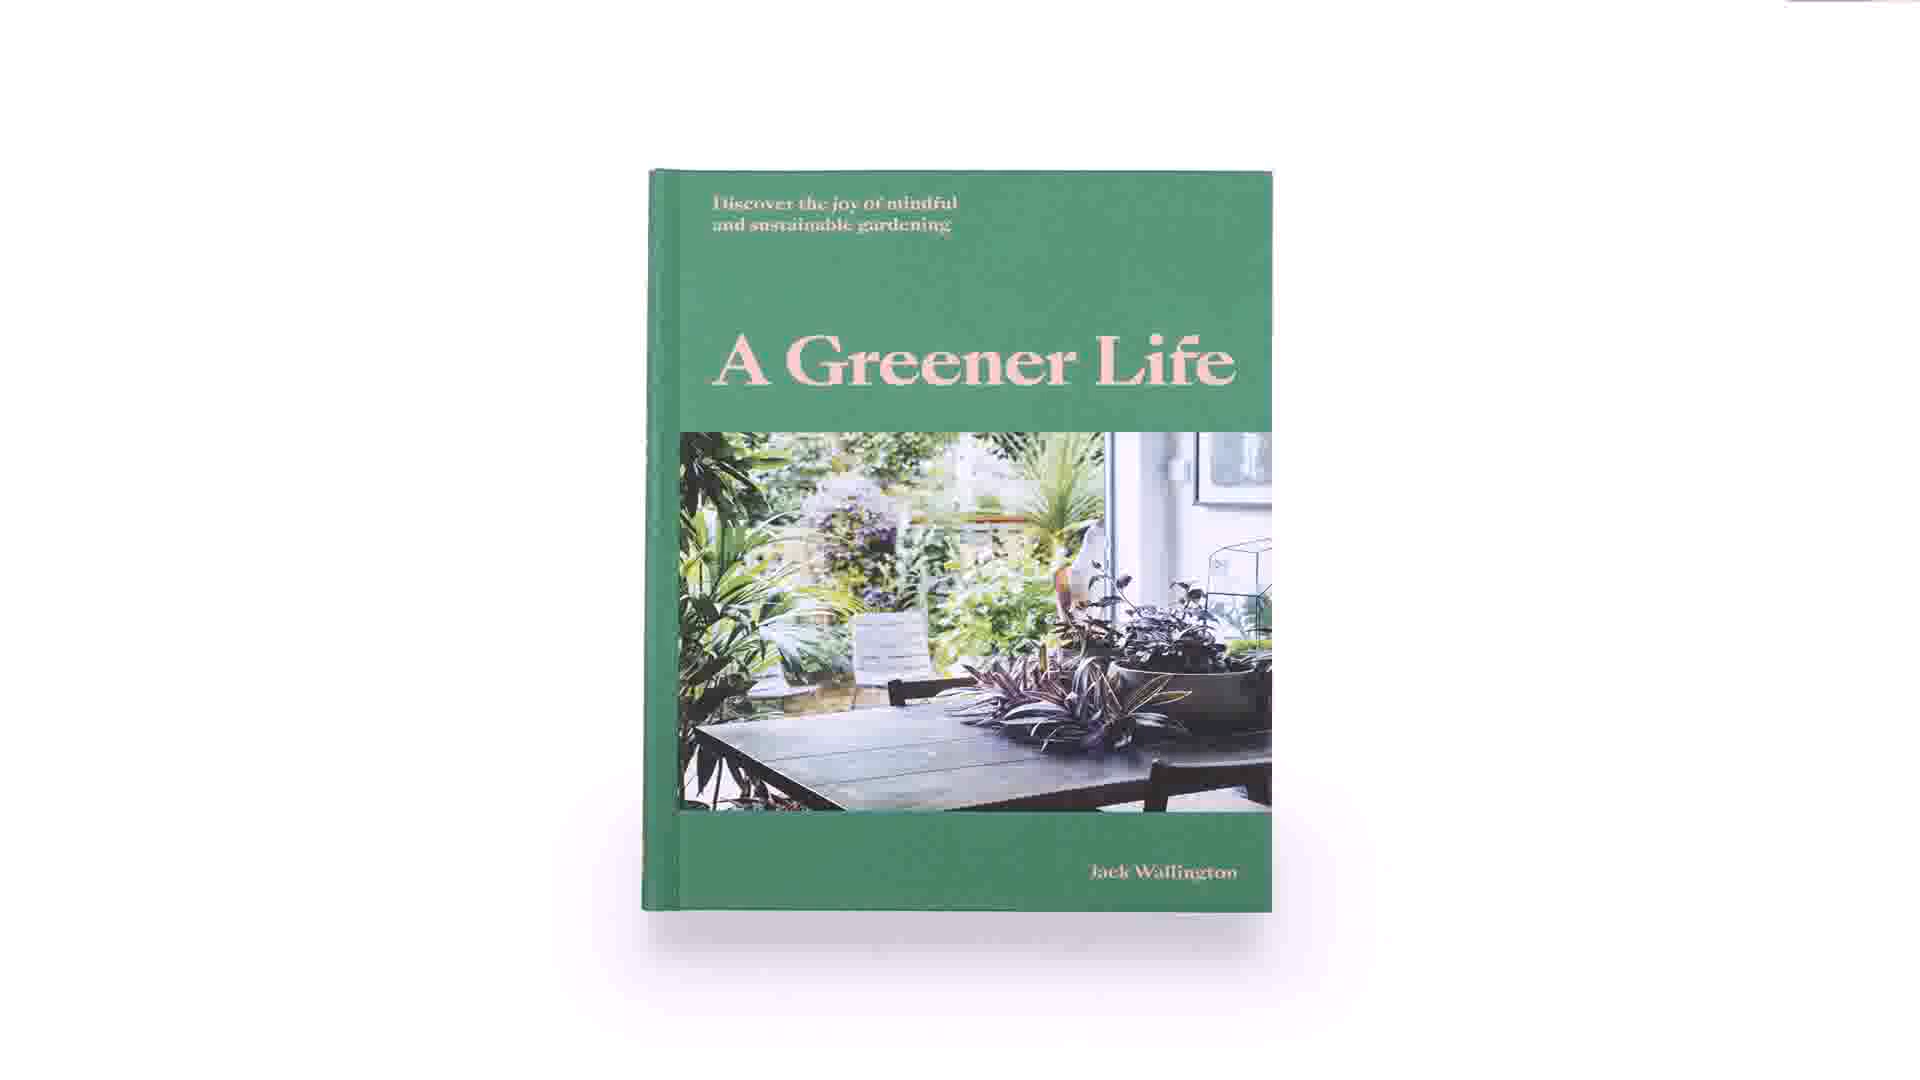 Discover the joy of mindful
and sustainable gardening
A Greener Life
Jack Wallington